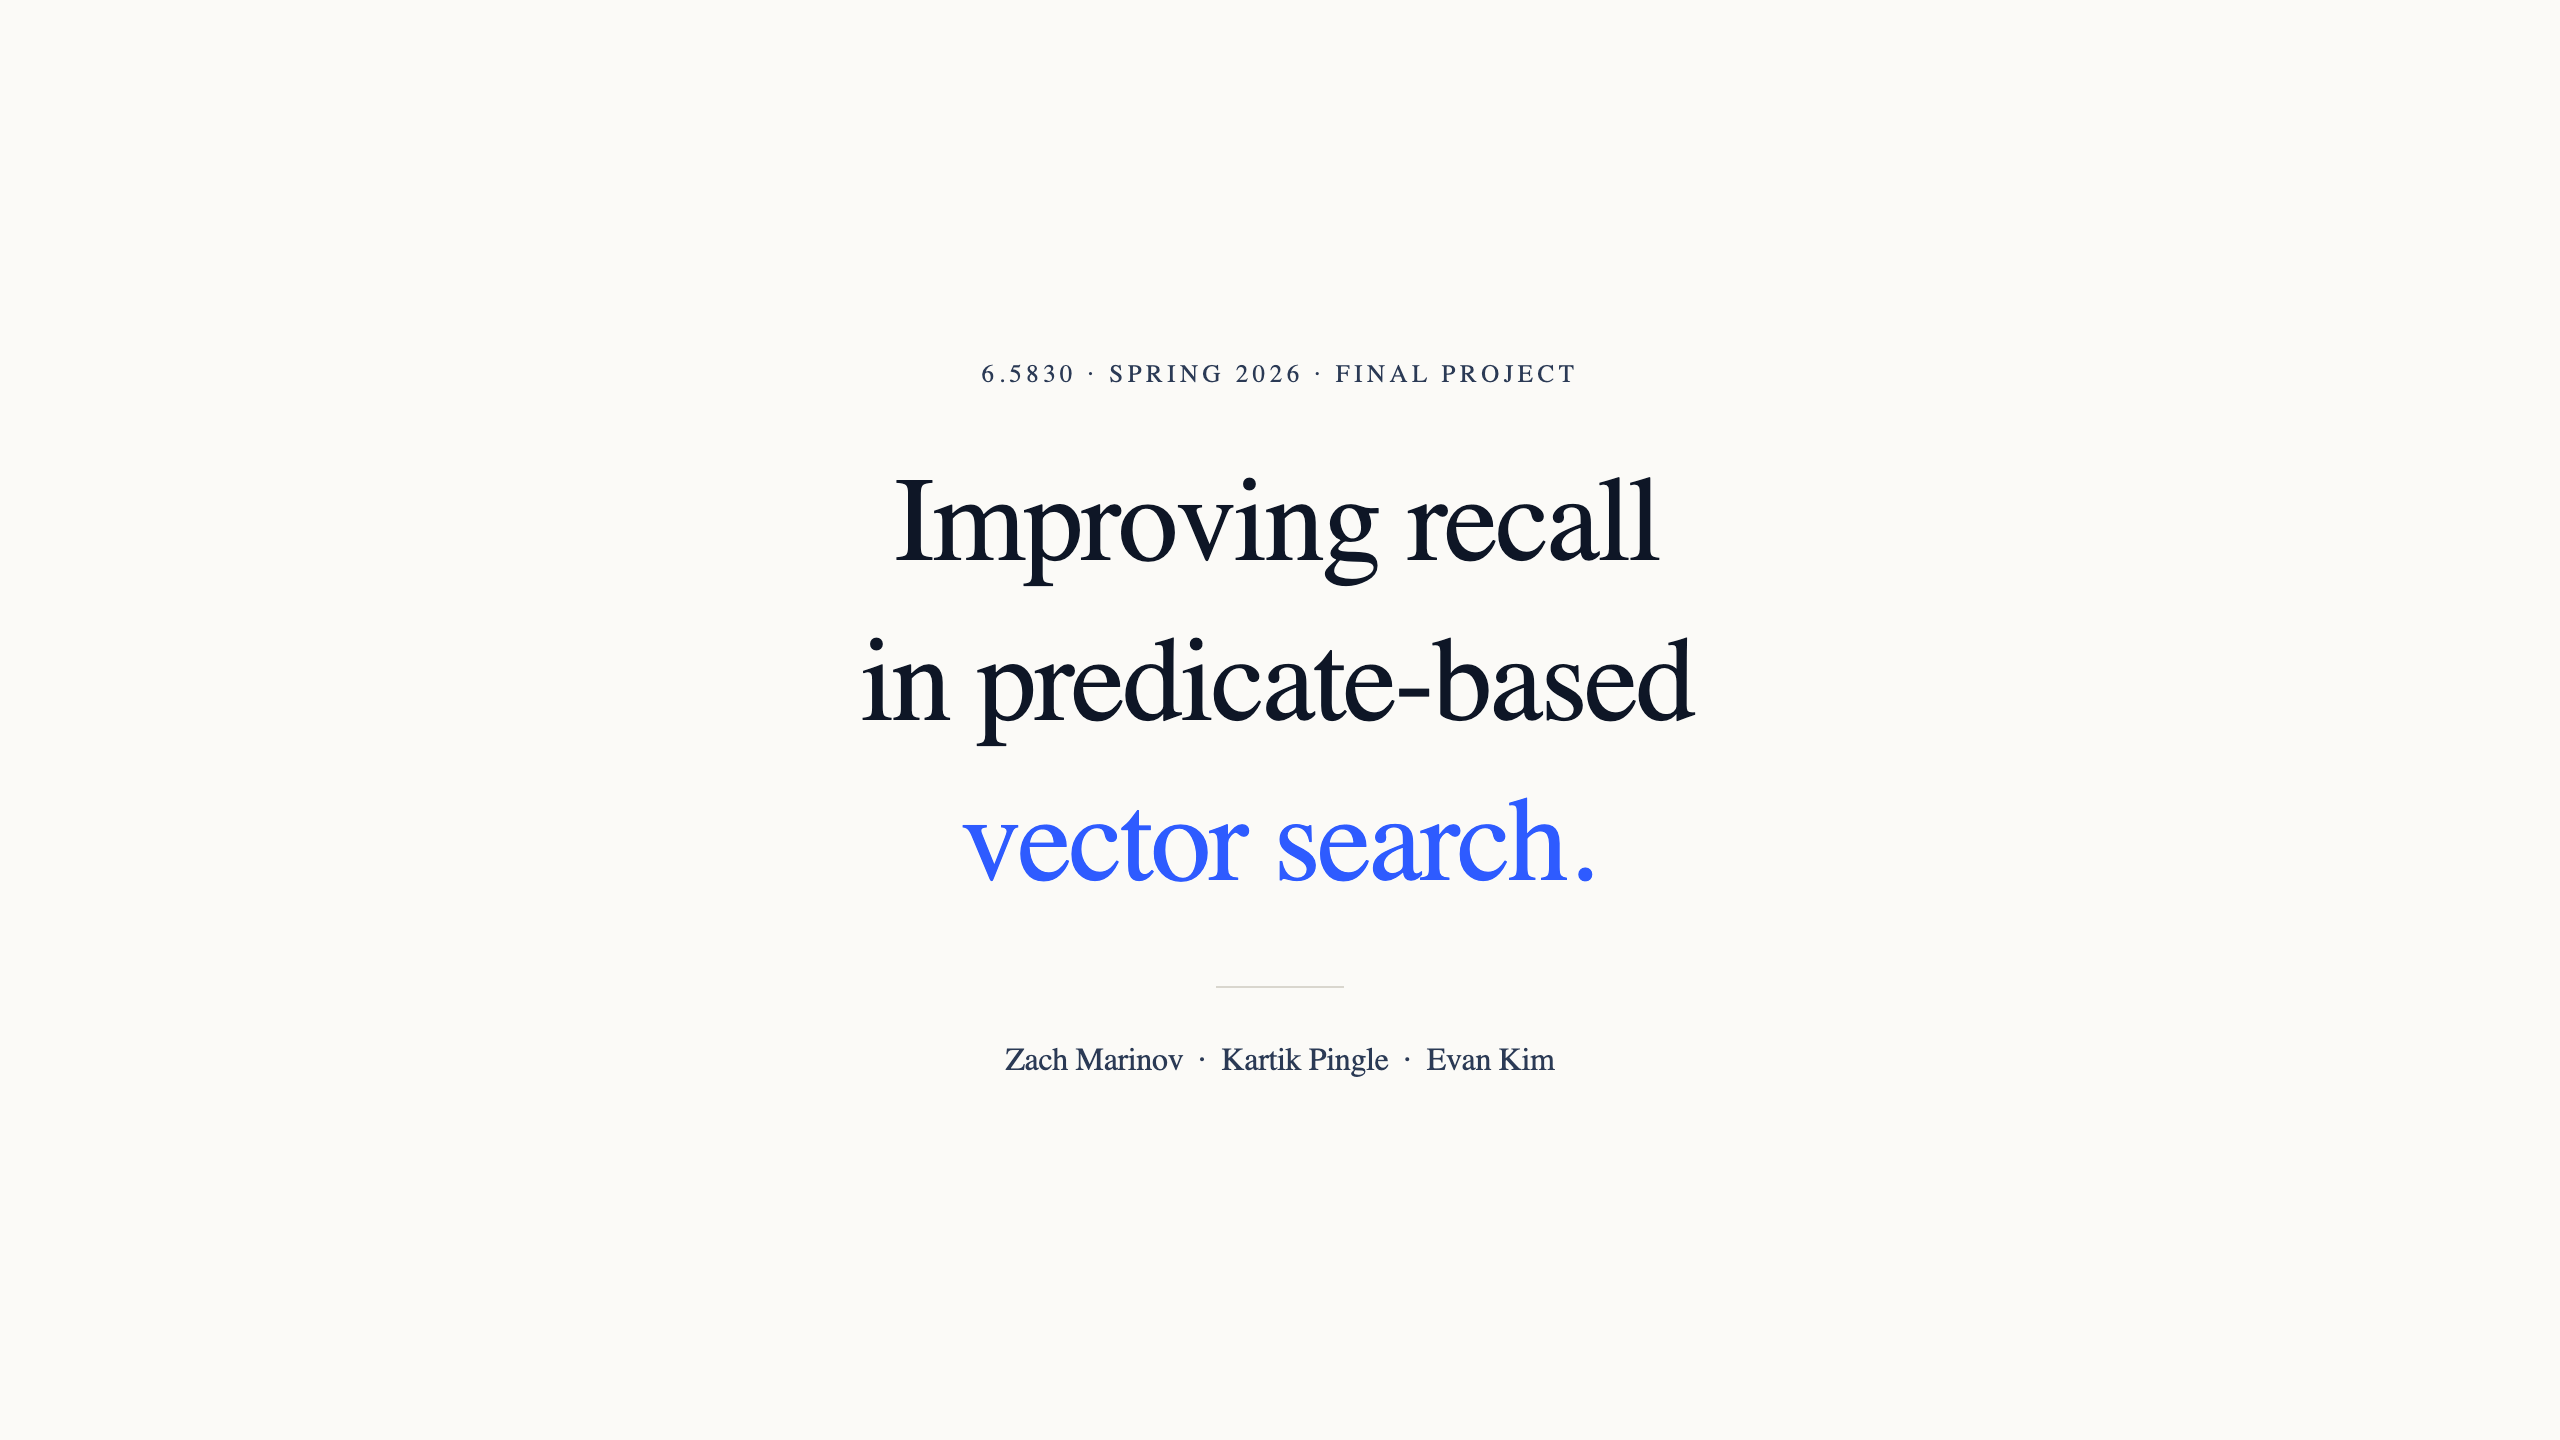 6.5830 · SPRING 2026 · FINAL PROJECT
Improving recall
in predicate-based
vector search.
Zach Marinov · Kartik Pingle · Evan Kim